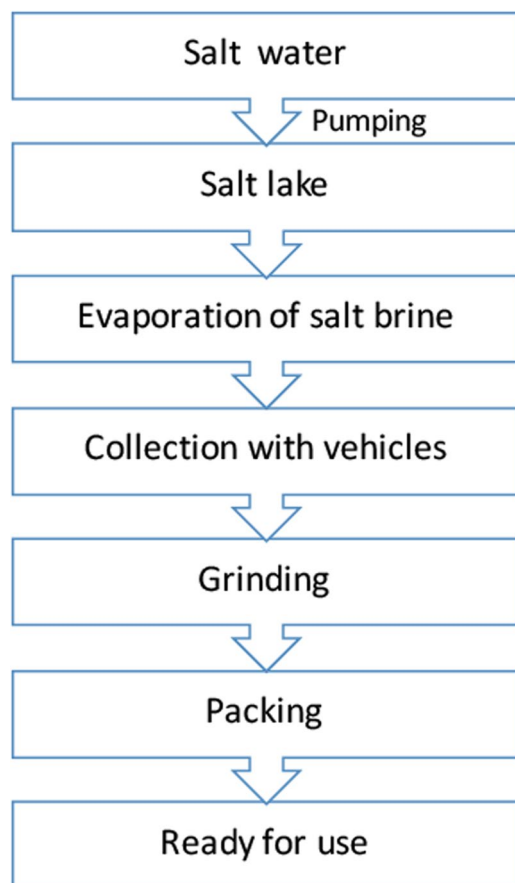 Salt water
Pumping
Salt lake
Evaporation of salt brine
Collection with vehicles
Grinding
Packing
Ready for use